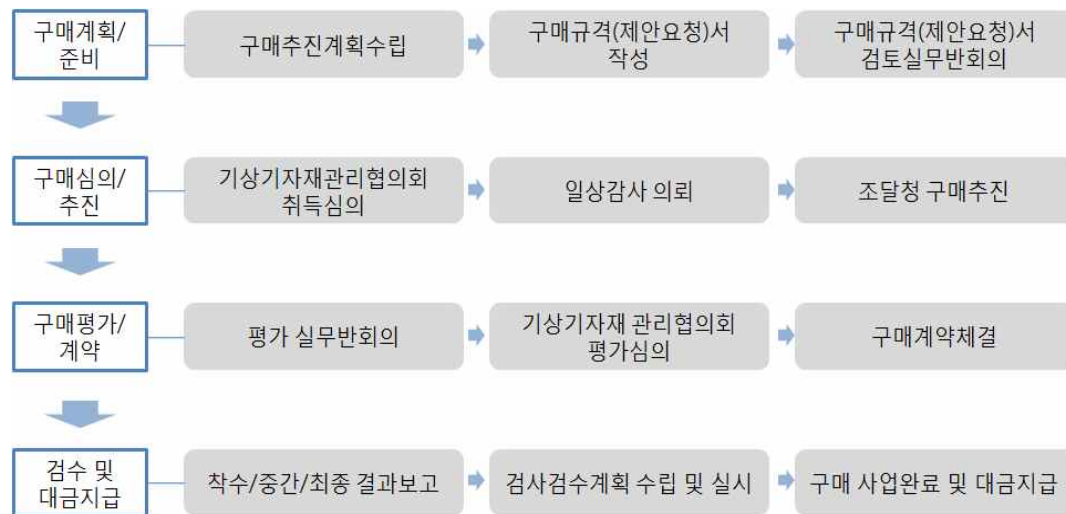 구매계획/
준비
구매추진계획수립
구매규격(제안요청)서
작성
구매규격(제안요청)서
검토실무반회의
구매심의/
추진
기상기자재관리협의회
취득심의
일상감사 의뢰
조달청 구매추진
구매평가/
계약
평가 실무반회의
기상기자재 관리협의회
평가심의
구매계약체결
검수 및
대금지급
착수/중간/최종 결과보고
검사검수계획 수립 및 실시
구매 사업완료 및 대금지급